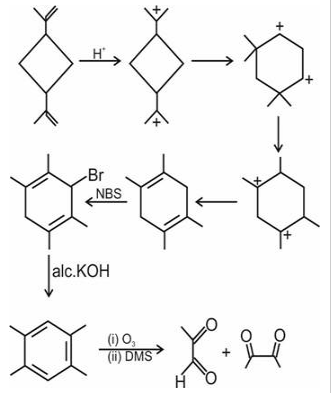 +
H⁺
+
+
+
+
+
Br
NBS
alc.KOH
(i) O₃
(ii) DMS
O
O
H
+
O O